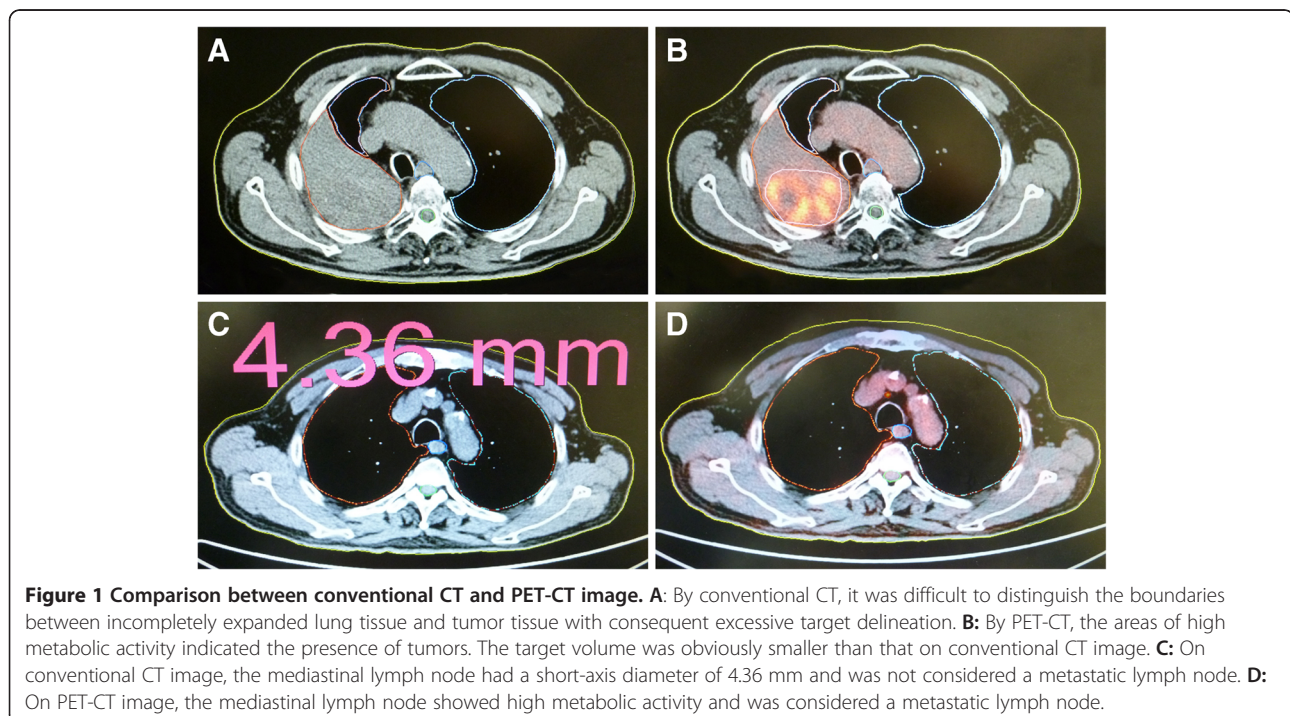 A
B
C
4.36 mm
D
Figure 1 Comparison between conventional CT and PET-CT image. A: By conventional CT, it was difficult to distinguish the boundaries
between incompletely expanded lung tissue and tumor tissue with consequent excessive target delineation. B: By PET-CT, the areas of high
metabolic activity indicated the presence of tumors. The target volume was obviously smaller than that on conventional CT image. C: On
conventional CT image, the mediastinal lymph node had a short-axis diameter of 4.36 mm and was not considered a metastatic lymph node. D:
On PET-CT image, the mediastinal lymph node showed high metabolic activity and was considered a metastatic lymph node.